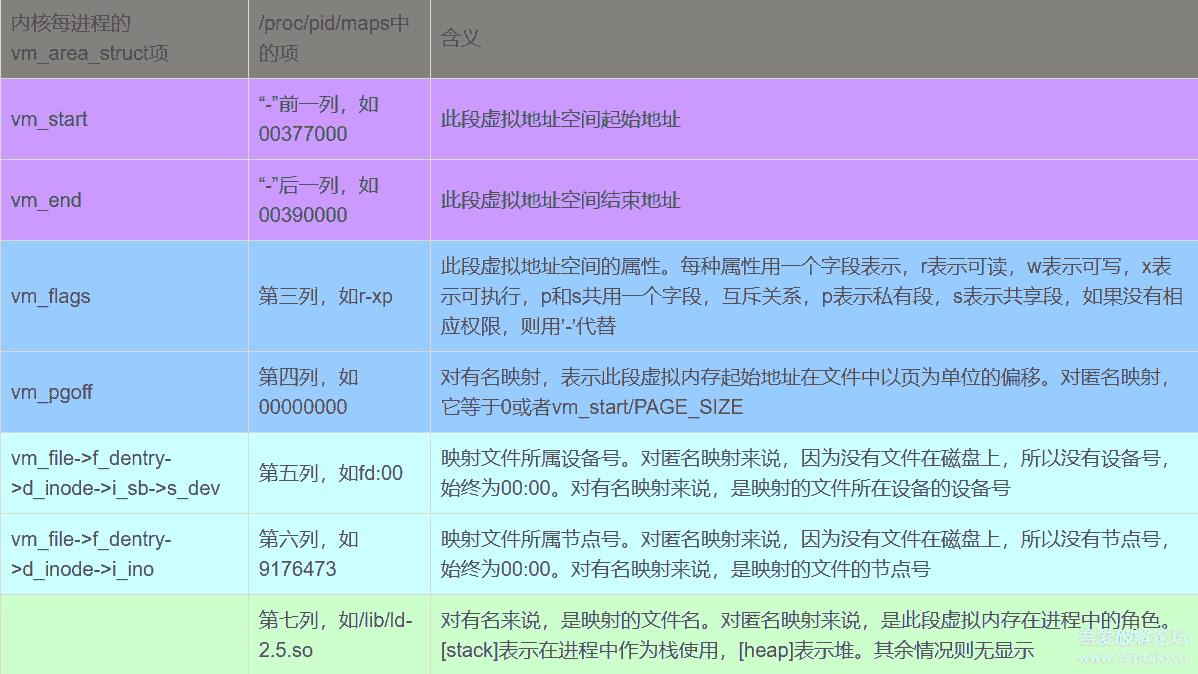 内核每进程的
vm_area_struct项
/proc/pid/maps中
的项
含义
vm_start
“-”前一列，如
00377000
此段虚拟地址空间起始地址
vm_end
“-”后一列，如
00390000
此段虚拟地址空间结束地址
vm_flags
第三列，如r-xp
此段虚拟地址空间的属性。每种属性用一个字段表示，r表示可读，w表示可写，x表
示可执行，p和s共用一个字段，互斥关系，p表示私有段，s表示共享段，如果没有相
应权限，则用'-'代替
vm_pgoff
第四列，如
00000000
对有名映射，表示此段虚拟内存起始地址在文件中以页为单位的偏移。对匿名映射，
它等于0或者vm_start/PAGE_SIZE
vm_file->f_dentry-
>d_inode->i_sb->s_dev
第五列，如fd:00
映射文件所属设备号。对匿名映射来说，因为没有文件在磁盘上，所以没有设备号，
始终为00:00。对有名映射来说，是映射的文件所在设备的设备号
vm_file->f_dentry-
>d_inode->i_ino
第六列，如
9176473
映射文件所属节点号。对匿名映射来说，因为没有文件在磁盘上，所以没有节点号，
始终为00:00。对有名映射来说，是映射的文件的节点号
第七列，如/lib/ld-
2.5.so
对有名来说，是映射的文件名。对匿名映射来说，是此段虚拟内存在进程中的角色。
[stack]表示在进程中作为栈使用，[heap]表示堆。其余情况则无显示
吾爱破解论坛
www.52pojie.cn